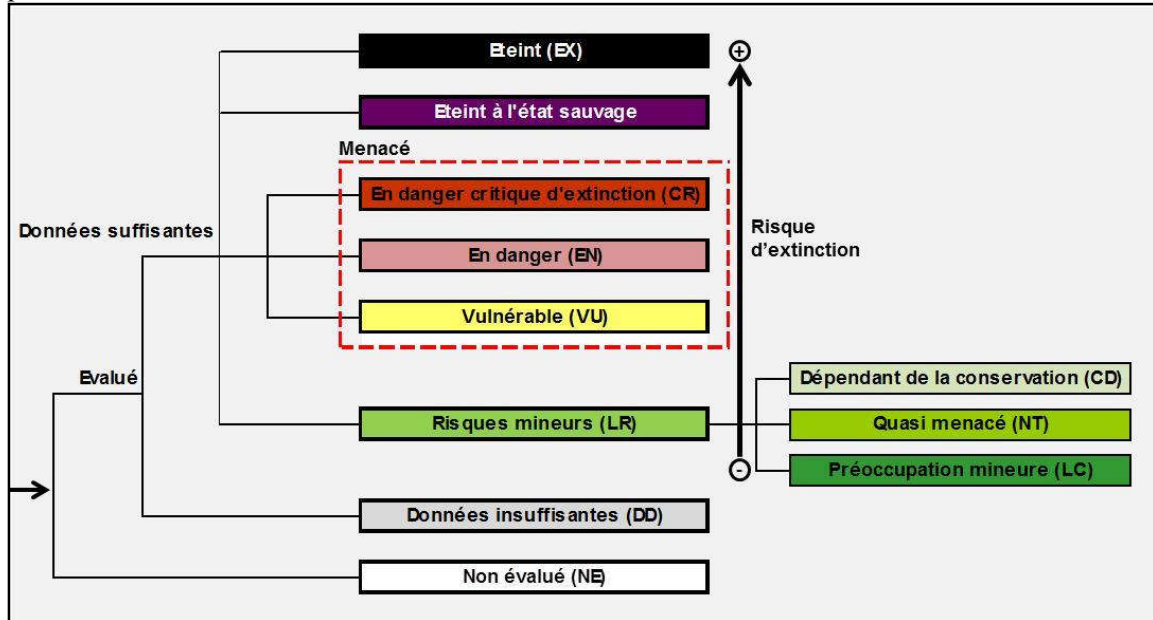 Eteint (EX)
+
Eteint à l'état sauvage
Menacé
En danger critique d'extinction (CR)
Données suffisantes
Risque
d'extinction
En danger (EN)
Vulnérable (VU)
Evalué
Dépendant de la conservation (CD)
Risques mineurs (LR)
Quasi menacé (NT)
-
Préoccupation mineure (LC)
Données insuffisantes (DD)
Non évalué (NE)